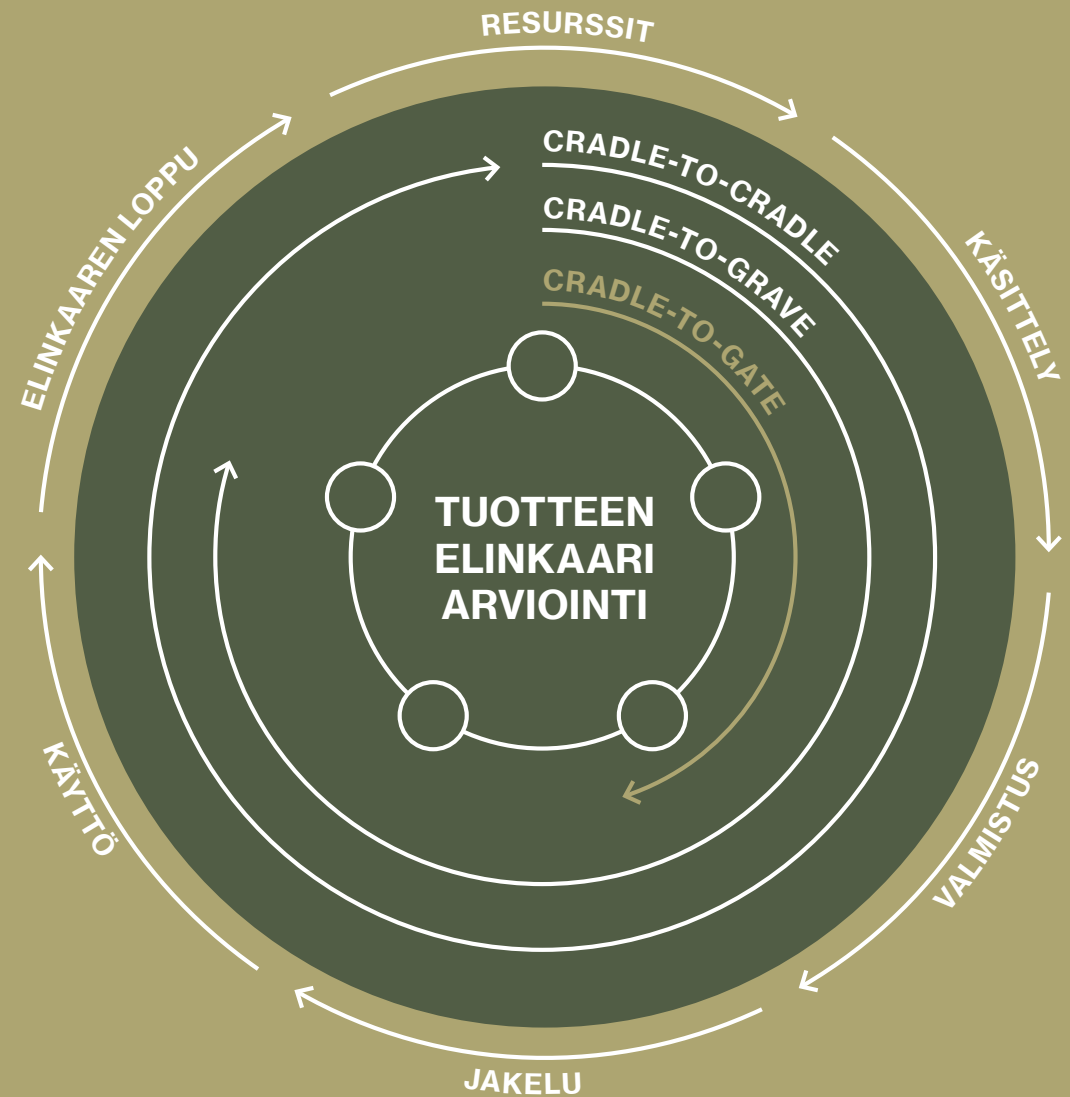 RESURSSIT
KÄSITTELY
VALMISTUS
JAKELU
KÄYTTÖ
ELINKAAREN LOPPU
CRADLE-TO-CRADLE
CRADLE-TO-GRAVE
CRADLE-TO-GATE
TUOTTEEN
ELINKAARI
ARVIOINTI